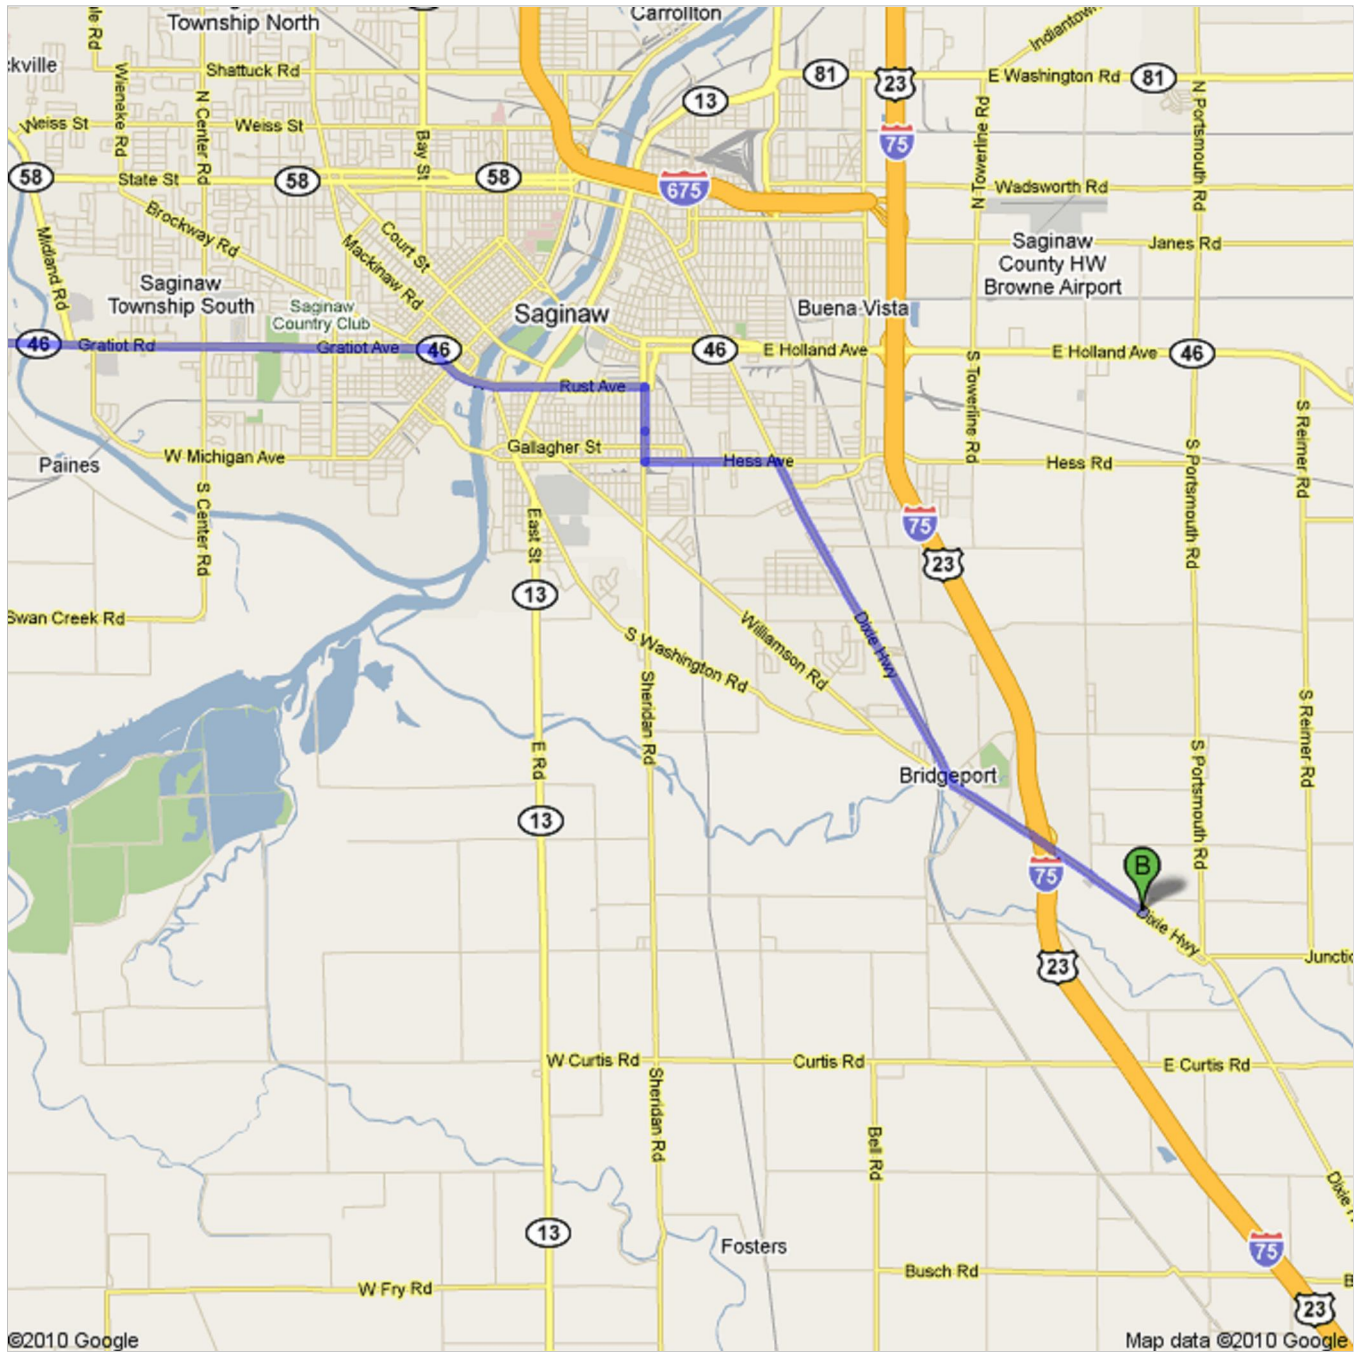 Carrollton
Township North
le Rd
Indiantown
ckville
Shattuck Rd
81
23
E Washington Rd
81
Wieneke Rd
N Center Rd
13
N Portsmouth Rd
Weiss St
Weiss St
Bay St
75
N Towerline Rd
58
State St
58
58
675
Wadsworth Rd
Brockway Rd
Court St
Midland Rd
Mackinaw Rd
Saginaw
County HW
Browne Airport
Janes Rd
Saginaw
Township South
Saginaw
Country Club
Saginaw
Buena Vista
46
Gratiot Rd
Gratiot Ave
46
46
E Holland Ave
E Holland Ave
46
Rust Ave
S Towerline Rd
S Reimer Rd
Gallagher St
Paines
W Michigan Ave
Hess Ave
Hess Rd
S Portsmouth Rd
S Center Rd
East St
75
23
13
Swan Creek Rd
S Washington Rd
Williamson Rd
Dixie Hwy
Sheridan Rd
S Reimer Rd
E Rd
Bridgeport
S Portsmouth Rd
13
75
B
Dixie Hwy
23
Junctio
W Curtis Rd
Curtis Rd
E Curtis Rd
Sheridan Rd
Bell Rd
Dixie H
13
Fosters
75
Busch Rd
B
W Fry Rd
23
©2010 Google
Map data ©2010 Google